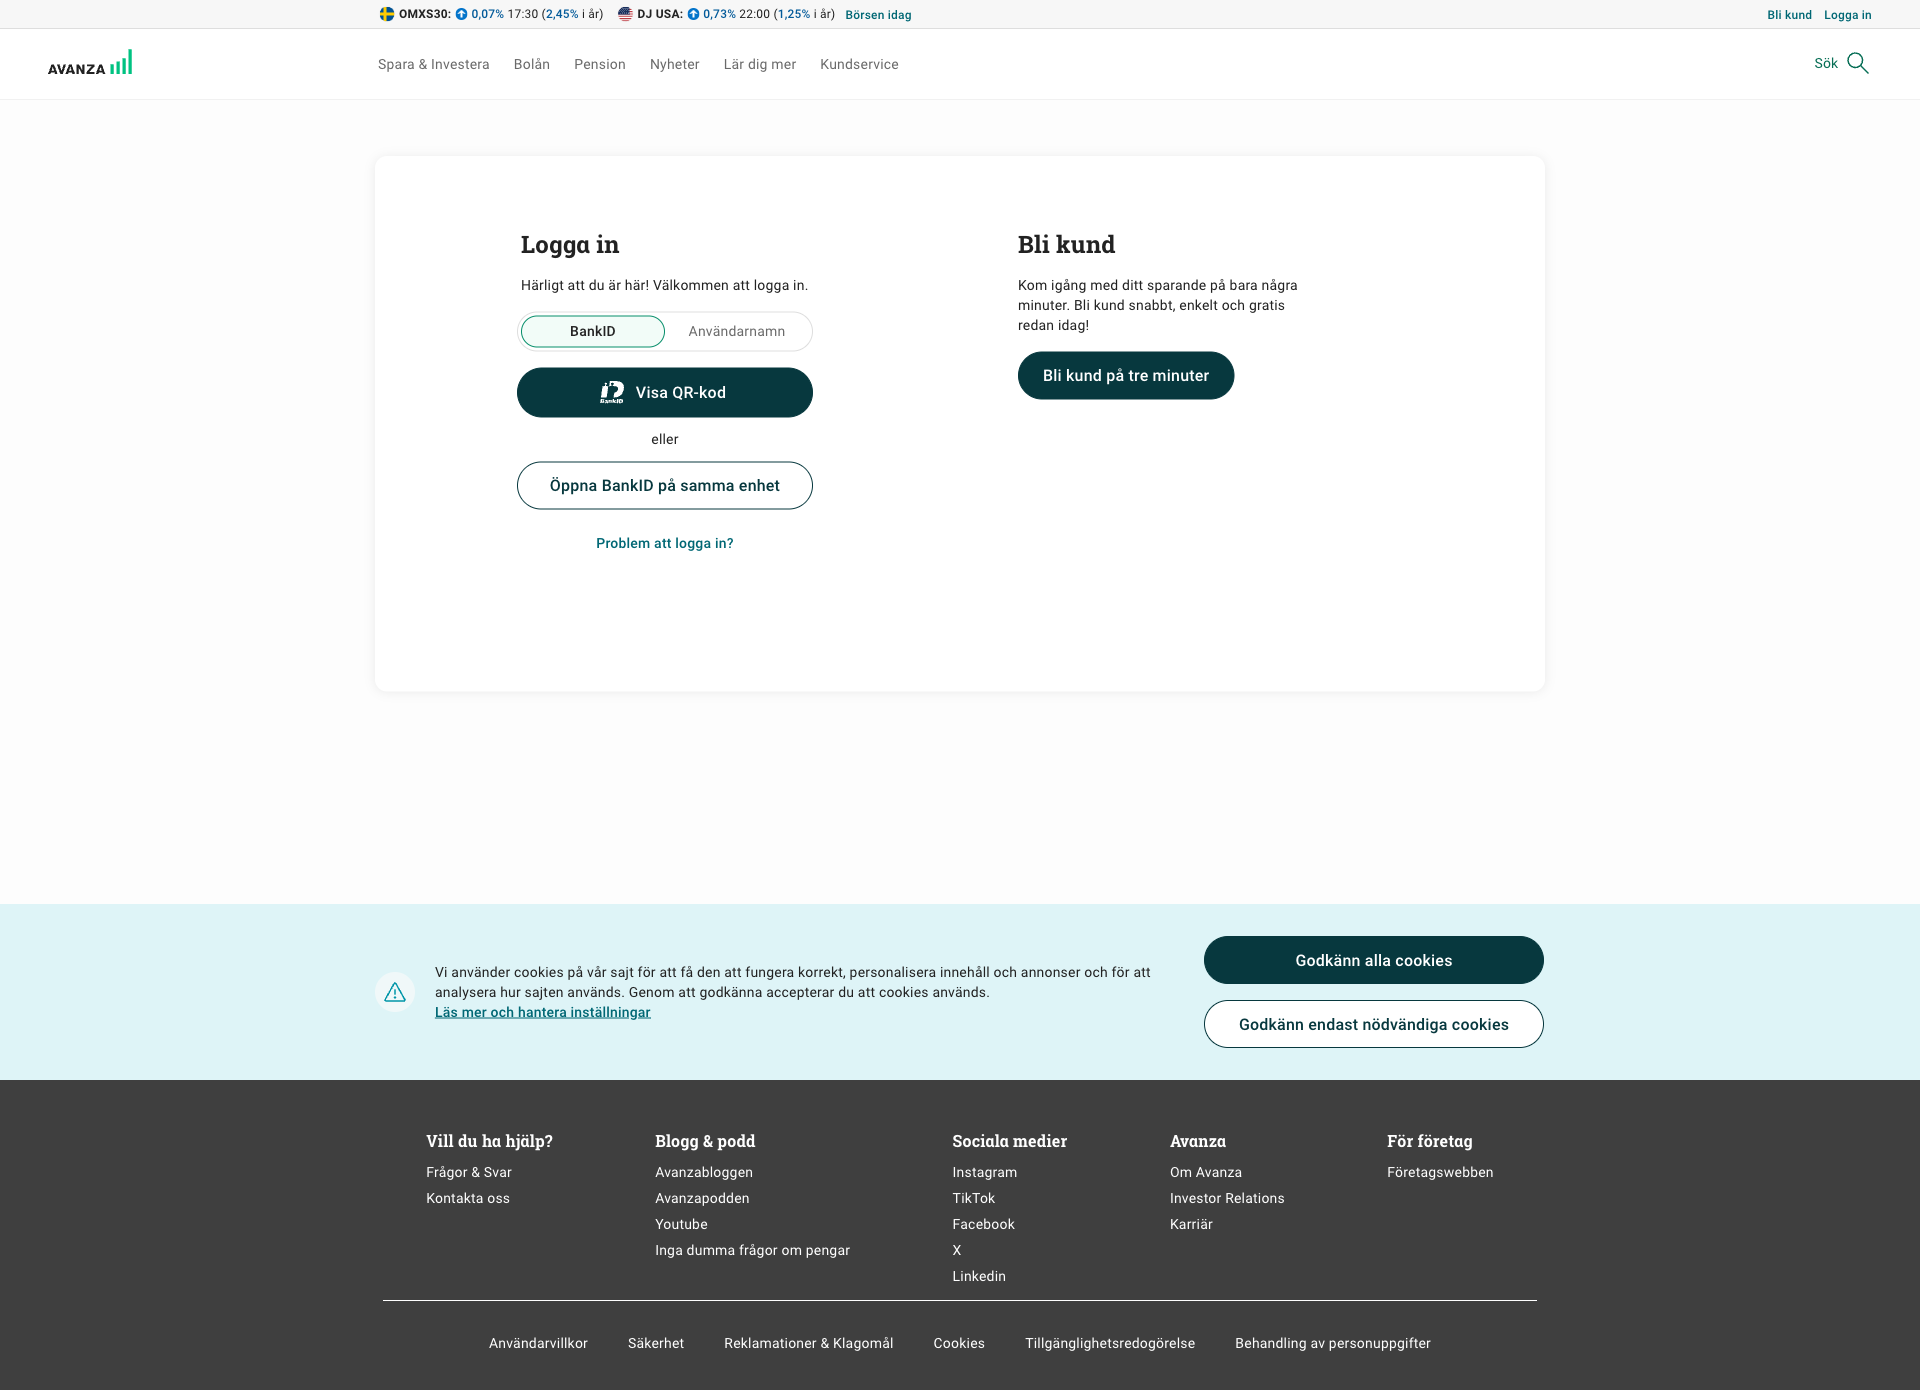 OMXS30: 0,07% 17:30 (2,45% i år) DJ USA: 0,73% 22:00 (1,25% i år) Börsen idag Bli kund Logga in
AVANZA Spara & Investera Bolån Pension Nyheter Lär dig mer Kundservice Sök
Logga in
Härligt att du är här! Välkommen att logga in.
BankID Användarnamn
BankID Visa QR-kod
eller
Öppna BankID på samma enhet
Problem att logga in?
Bli kund
Kom igång med ditt sparande på bara några
minuter. Bli kund snabbt, enkelt och gratis
redan idag!
Bli kund på tre minuter
Vi använder cookies på vår sajt för att få den att fungera korrekt, personalisera innehåll och annonser och för att
analysera hur sajten används. Genom att godkänna accepterar du att cookies används.
Läs mer och hantera inställningar
Godkänn alla cookies
Godkänn endast nödvändiga cookies
Vill du ha hjälp?
Frågor & Svar
Kontakta oss
Blogg & podd
Avanzabloggen
Avanzapodden
Youtube
Inga dumma frågor om pengar
Sociala medier
Instagram
TikTok
Facebook
X
Linkedin
Avanza
Om Avanza
Investor Relations
Karriär
För företag
Företagswebben
Användarvillkor Säkerhet Reklamationer & Klagomål Cookies Tillgänglighetsredogörelse Behandling av personuppgifter